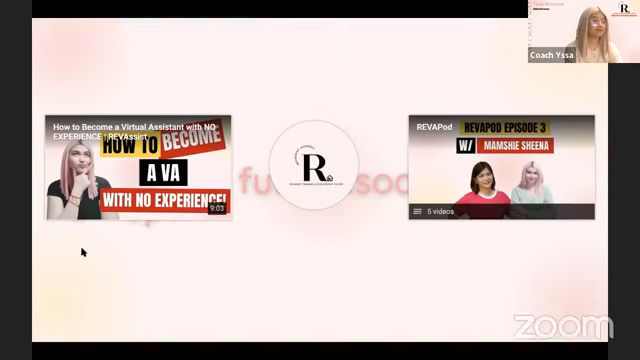 Coach Yssa
How to Become a Virtual Assistant with NO
EXPERIENCE | REVAssist
HOW TO BECOME
A VA
WITH NO EXPERIENCE!
9:03
R
REVAPod
REVAPOD EPISODE 3
W/ MAMSHIE SHEENA
5 videos
zoom